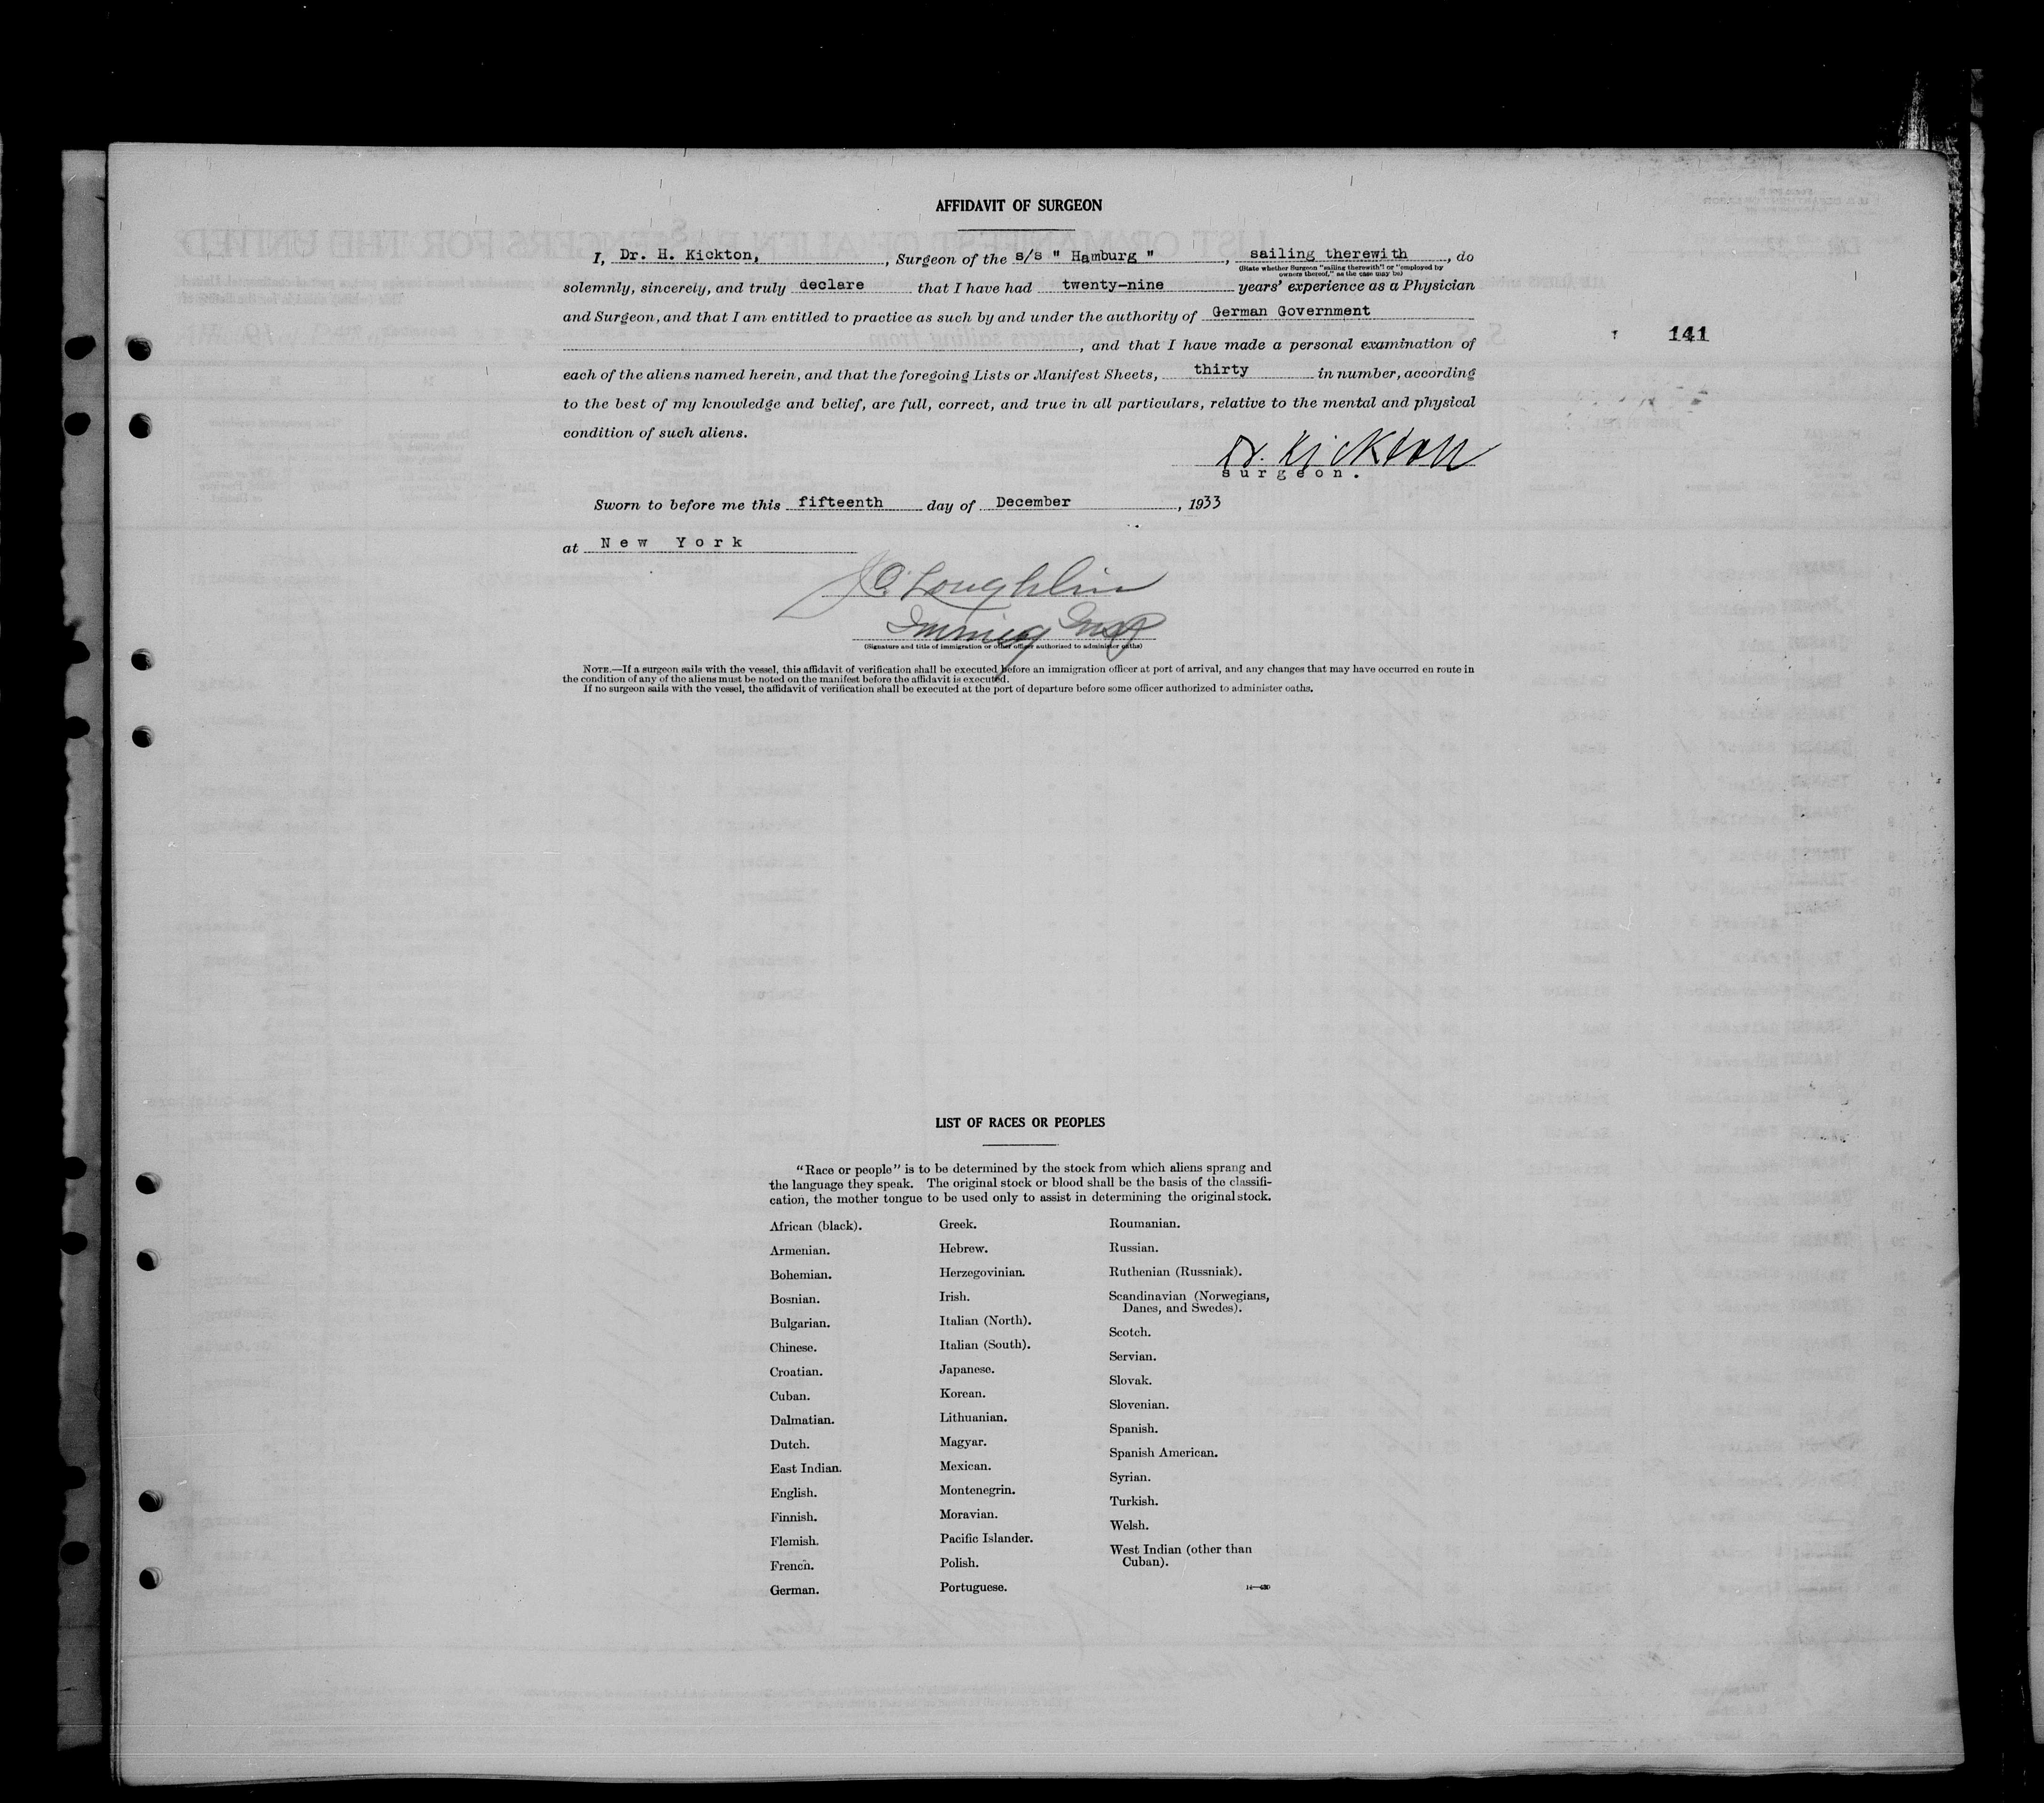 AFFIDAVIT OF SURGEON
I, Dr. H. Kickton, , Surgeon of the s/s " Hamburg " , sailing therewith , do
(State whether Surgeon "sailing therewith" or "employed by
owners thereof," as the case may be)
solemnly, sincerely, and truly declare that I have had twenty-nine years' experience as a Physician
and Surgeon, and that I am entitled to practice as such by and under the authority of German Government
, and that I have made a personal examination of
141
each of the aliens named herein, and that the foregoing Lists or Manifest Sheets, thirty in number, according
to the best of my knowledge and belief, are full, correct, and true in all particulars, relative to the mental and physical
condition of such aliens.
Dr. Kickton
surgeon.
Sworn to before me this fifteenth day of December , 1933
at New York
J O'Loughlin
Immig Insp
(Signature and title of immigration or other officer authorized to administer oaths)
NOTE.—If a surgeon sails with the vessel, this affidavit of verification shall be executed before an immigration officer at port of arrival, and any changes that may have occurred en route in
the condition of any of the aliens must be noted on the manifest before the affidavit is executed.
If no surgeon sails with the vessel, the affidavit of verification shall be executed at the port of departure before some officer authorized to administer oaths.
LIST OF RACES OR PEOPLES
"Race or people" is to be determined by the stock from which aliens sprang and
the language they speak. The original stock or blood shall be the basis of the classifi-
cation, the mother tongue to be used only to assist in determining the original stock.
African (black).
Armenian.
Bohemian.
Bosnian.
Bulgarian.
Chinese.
Croatian.
Cuban.
Dalmatian.
Dutch.
East Indian.
English.
Finnish.
Flemish.
French.
German.
Greek.
Hebrew.
Herzegovinian.
Irish.
Italian (North).
Italian (South).
Japanese.
Korean.
Lithuanian.
Magyar.
Mexican.
Montenegrin.
Moravian.
Pacific Islander.
Polish.
Portuguese.
Roumanian.
Russian.
Ruthenian (Russniak).
Scandinavian (Norwegians,
Danes, and Swedes).
Scotch.
Servian.
Slovak.
Slovenian.
Spanish.
Spanish American.
Syrian.
Turkish.
Welsh.
West Indian (other than
Cuban).